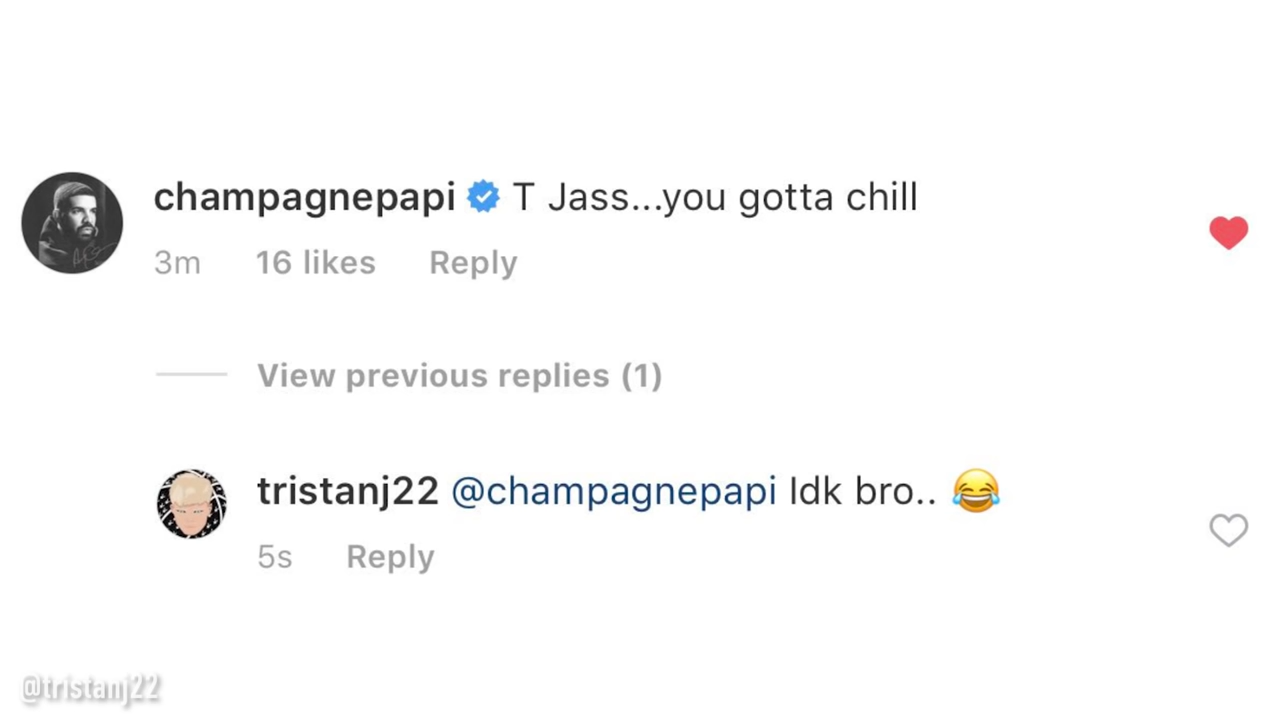 champagnepapi T Jass...you gotta chill
3m 16 likes Reply
View previous replies (1)
tristanj22 @champagnepapi Idk bro.. 😂
5s Reply
@tristanj22